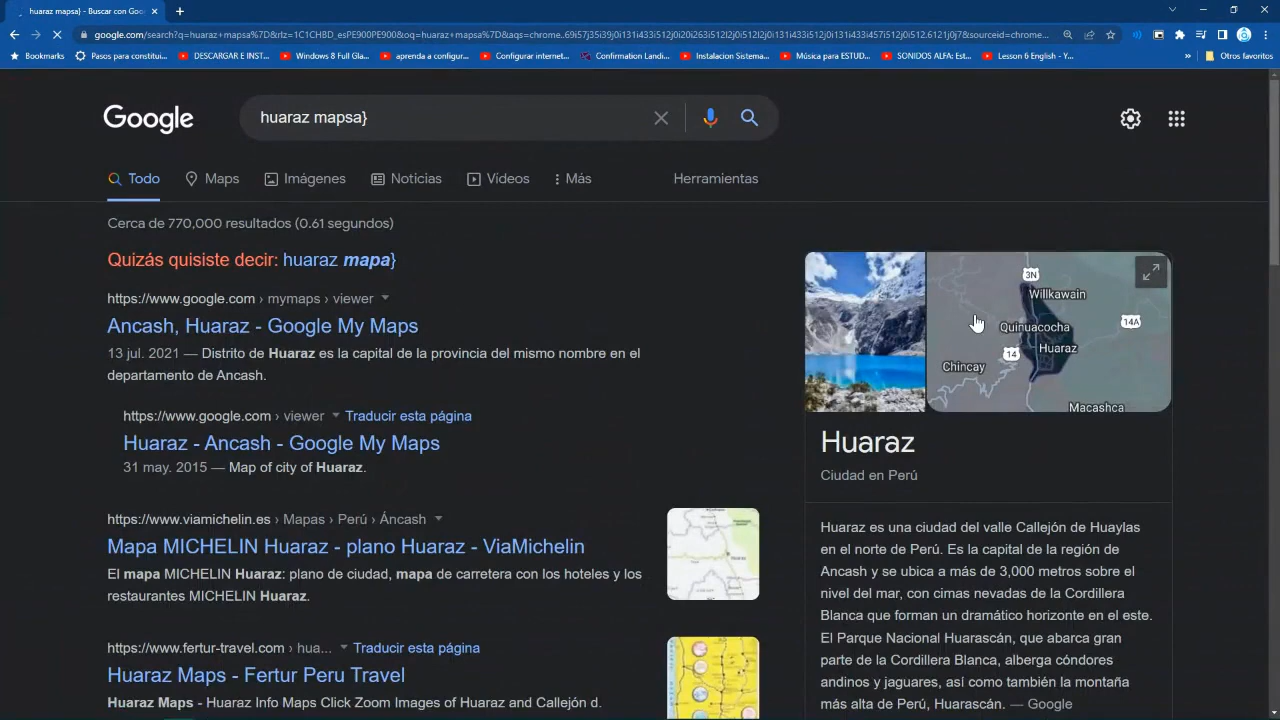 huaraz mapsa} - Buscar con Goog
google.com/search?q=huaraz+mapsa%7D&rlz=1C1CHBD_esPE900PE900&oq=huaraz+mapsa%7D&aqs=chrome..69i57j35i39j0i131i433i512j0i20i263i512l2j0i131i433i512l2j0i131i433i457i512j0i512.6121j0j7&sourceid=chrome...
Bookmarks Pasos para constitui... DESCARGAR E INST... Windows 8 Full Gla... aprenda a configur... Configurar internet... Confirmation Landi... Instalacion Sistema... Música para ESTUD... SONIDOS ALFA: Est... Lesson 6 English - Y... » Otros favoritos
Google
huaraz mapsa}
Todo Maps Imágenes Noticias Vídeos Más Herramientas
Cerca de 770,000 resultados (0.61 segundos)
Quizás quisiste decir: huaraz mapa}
https://www.google.com › mymaps › viewer
Ancash, Huaraz - Google My Maps
13 jul. 2021 — Distrito de Huaraz es la capital de la provincia del mismo nombre en el
departamento de Ancash.
https://www.google.com › viewer Traducir esta página
Huaraz - Ancash - Google My Maps
31 may. 2015 — Map of city of Huaraz.
https://www.viamichelin.es › Mapas › Perú › Áncash
Mapa MICHELIN Huaraz - plano Huaraz - ViaMichelin
El mapa MICHELIN Huaraz: plano de ciudad, mapa de carretera con los hoteles y los
restaurantes MICHELIN Huaraz.
https://www.fertur-travel.com › hua... Traducir esta página
Huaraz Maps - Fertur Peru Travel
Huaraz Maps - Huaraz Info Maps Click Zoom Images of Huaraz and Callejón d.
3N
Willkawain
Quinuacocha
14A
14
Huaraz
Chincay
Macashca
Huaraz
Ciudad en Perú
Huaraz es una ciudad del valle Callejón de Huaylas
en el norte de Perú. Es la capital de la región de
Ancash y se ubica a más de 3,000 metros sobre el
nivel del mar, con cimas nevadas de la Cordillera
Blanca que forman un dramático horizonte en el este.
El Parque Nacional Huarascán, que abarca gran
parte de la Cordillera Blanca, alberga cóndores
andinos y jaguares, así como también la montaña
más alta de Perú, Huarascán. — Google